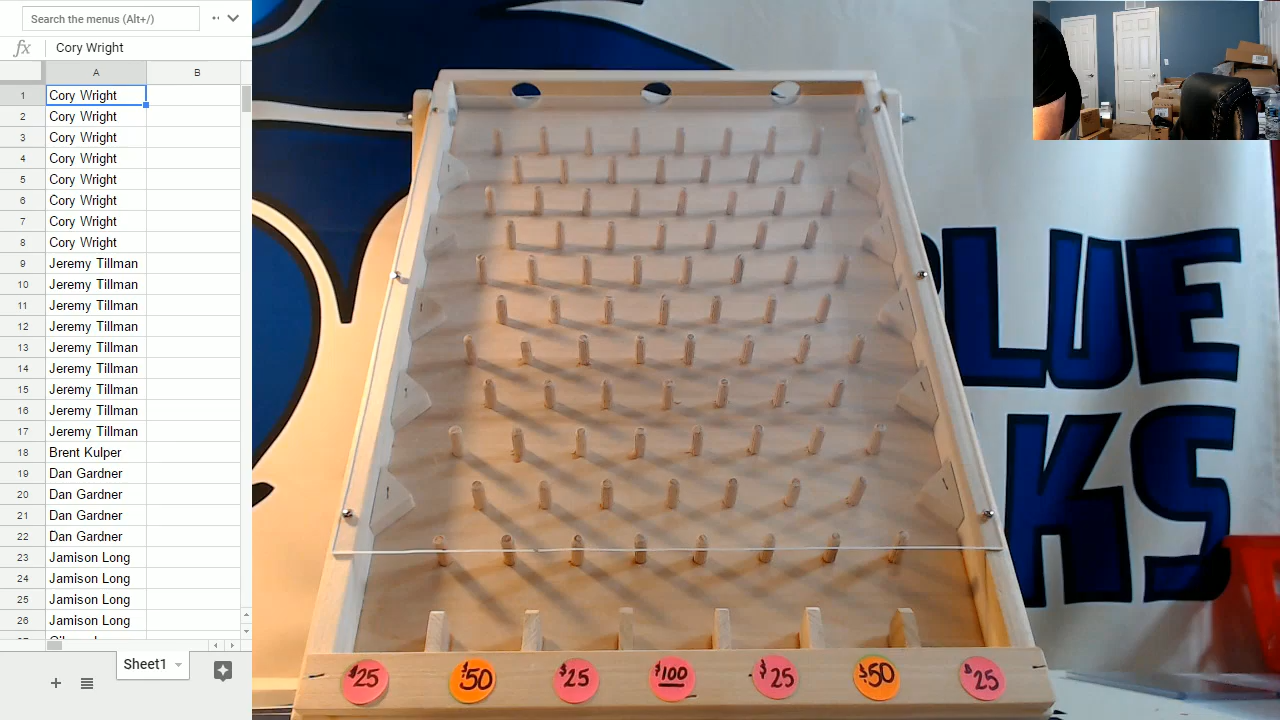 Search the menus (Alt+/)
fx Cory Wright
A B
1 Cory Wright
2 Cory Wright
3 Cory Wright
4 Cory Wright
5 Cory Wright
6 Cory Wright
7 Cory Wright
8 Cory Wright
9 Jeremy Tillman
10 Jeremy Tillman
11 Jeremy Tillman
12 Jeremy Tillman
13 Jeremy Tillman
14 Jeremy Tillman
15 Jeremy Tillman
16 Jeremy Tillman
17 Jeremy Tillman
18 Brent Kulper
19 Dan Gardner
20 Dan Gardner
21 Dan Gardner
22 Dan Gardner
23 Jamison Long
24 Jamison Long
25 Jamison Long
26 Jamison Long
Sheet1
BLUE
KS
$25 $50 $25 $100 $25 $50 $25